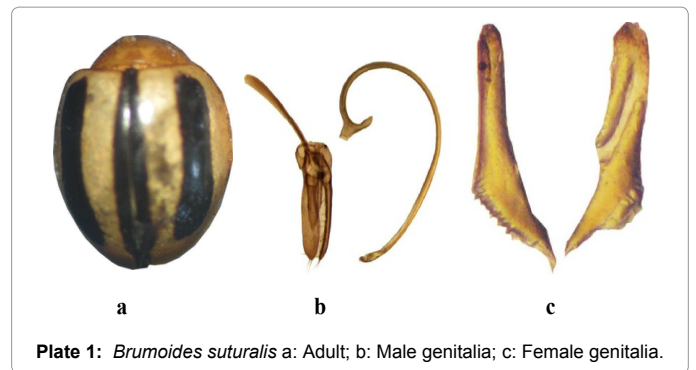 a
b
c
Plate 1: Brumoides suturalis a: Adult; b: Male genitalia; c: Female genitalia.